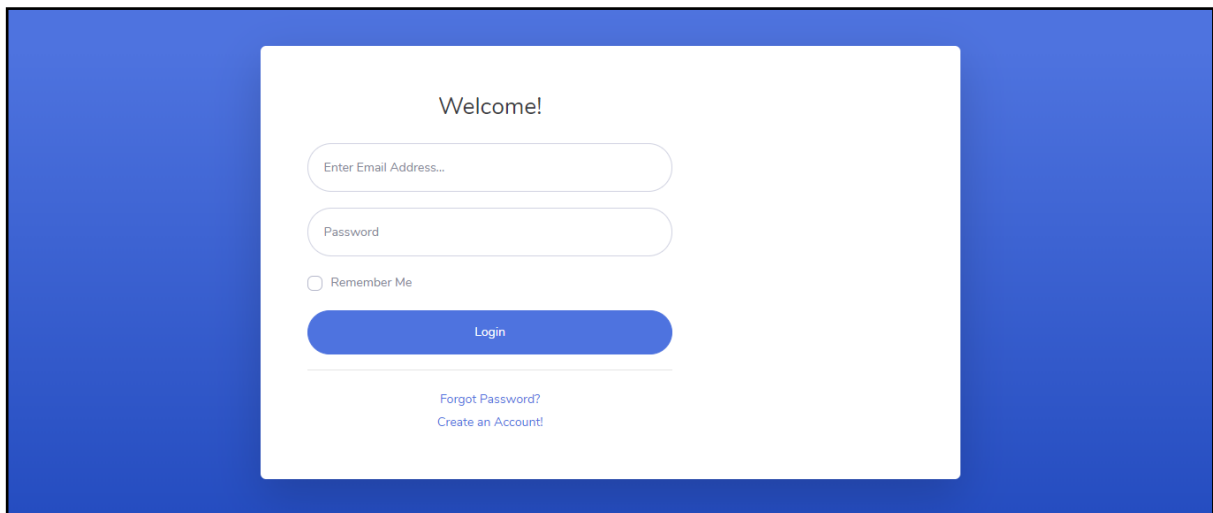 Welcome!
Enter Email Address...
Password
Remember Me
Login
Forgot Password?
Create an Account!